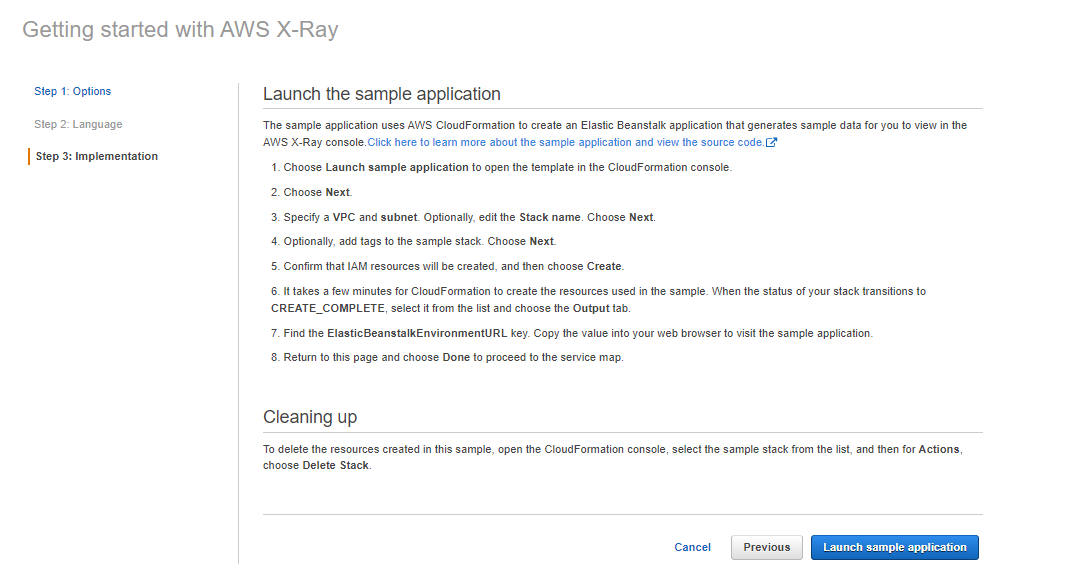 Getting started with AWS X-Ray
Step 1: Options
Step 2: Language
Step 3: Implementation
Launch the sample application
The sample application uses AWS CloudFormation to create an Elastic Beanstalk application that generates sample data for you to view in the
AWS X-Ray console.Click here to learn more about the sample application and view the source code.
1. Choose Launch sample application to open the template in the CloudFormation console.
2. Choose Next.
3. Specify a VPC and subnet. Optionally, edit the Stack name. Choose Next.
4. Optionally, add tags to the sample stack. Choose Next.
5. Confirm that IAM resources will be created, and then choose Create.
6. It takes a few minutes for CloudFormation to create the resources used in the sample. When the status of your stack transitions to
CREATE_COMPLETE, select it from the list and choose the Output tab.
7. Find the ElasticBeanstalkEnvironmentURL key. Copy the value into your web browser to visit the sample application.
8. Return to this page and choose Done to proceed to the service map.
Cleaning up
To delete the resources created in this sample, open the CloudFormation console, select the sample stack from the list, and then for Actions,
choose Delete Stack.
Cancel
Previous
Launch sample application